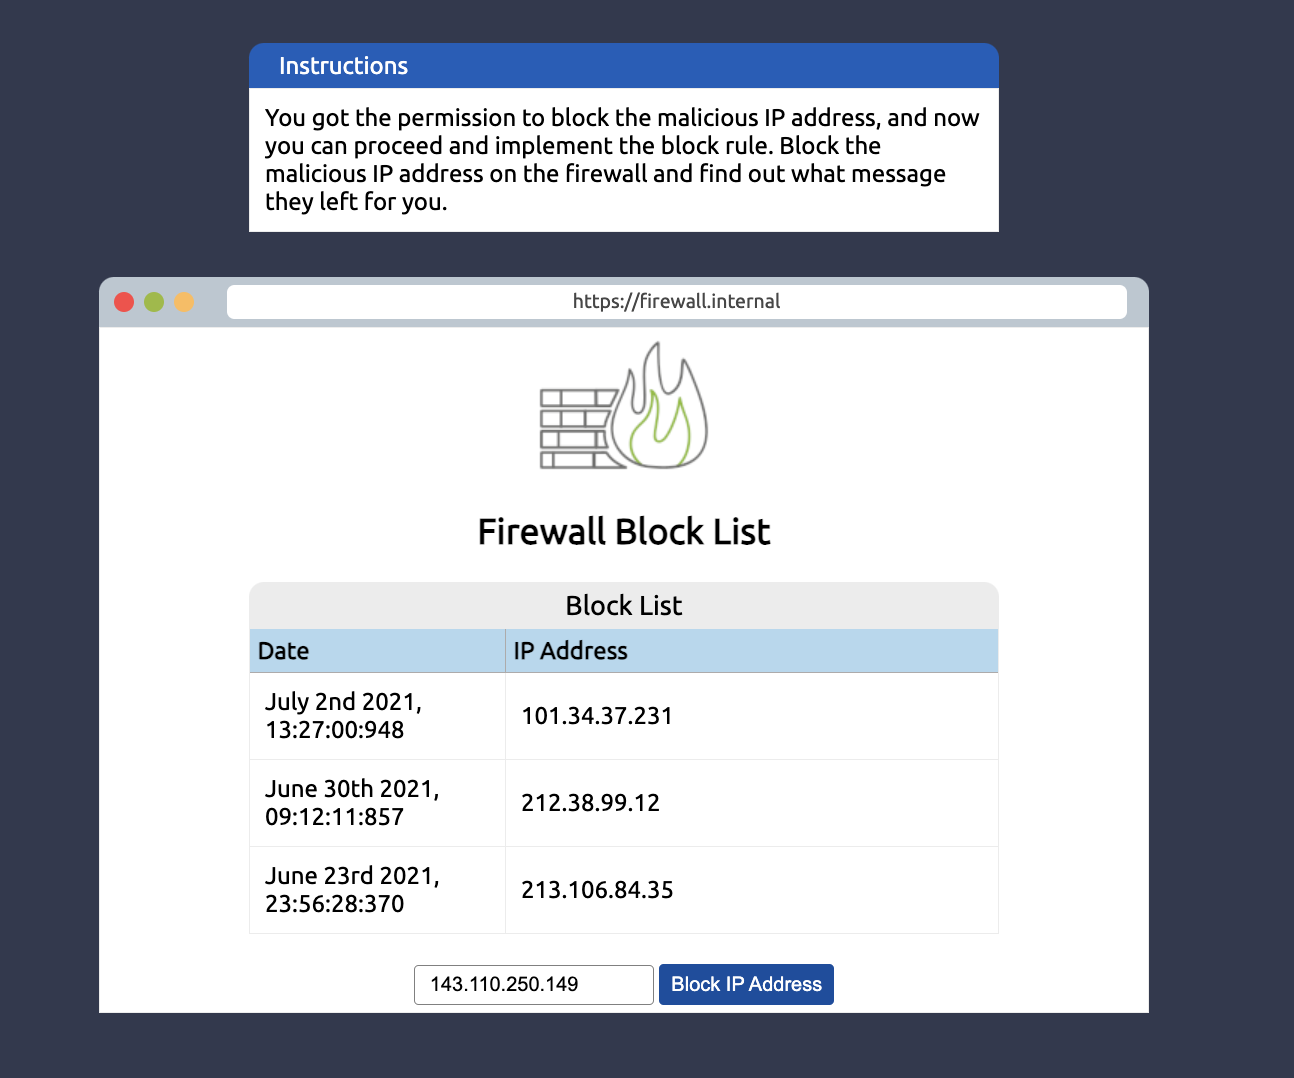 Instructions
You got the permission to block the malicious IP address, and now
you can proceed and implement the block rule. Block the
malicious IP address on the firewall and find out what message
they left for you.
https://firewall.internal
Firewall Block List
Block List
Date IP Address
July 2nd 2021,
13:27:00:948
101.34.37.231
June 30th 2021,
09:12:11:857
212.38.99.12
June 23rd 2021,
23:56:28:370
213.106.84.35
143.110.250.149 Block IP Address